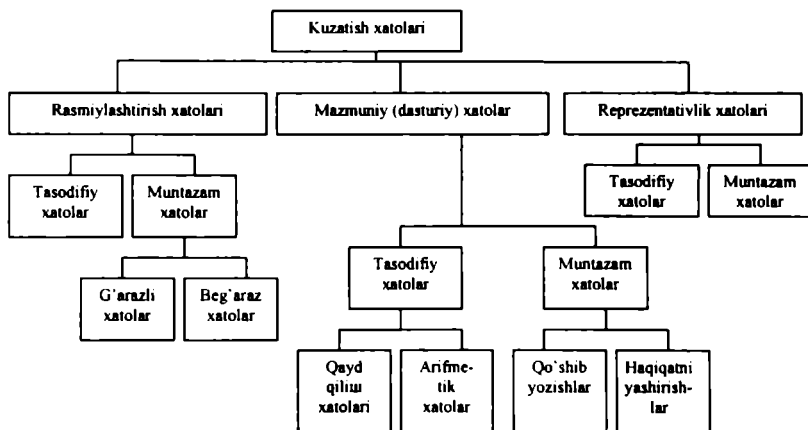 Kuzatish xatolari
Rasmiylashtirish xatolari
Mazmuniy (dasturiy) xatolar
Reprezentativlik xatolari
Tasodifiy
xatolar
Muntazam
xatolar
Tasodifiy
xatolar
Muntazam
xatolar
Tasodifiy
xatolar
Muntazam
xatolar
G`arazli
xatolar
Beg`araz
xatolar
Qayd
qilish
xatolari
Arifme-
tik
xatolar
Qo`shib
yozishlar
Haqiqatni
yashirish-
lar